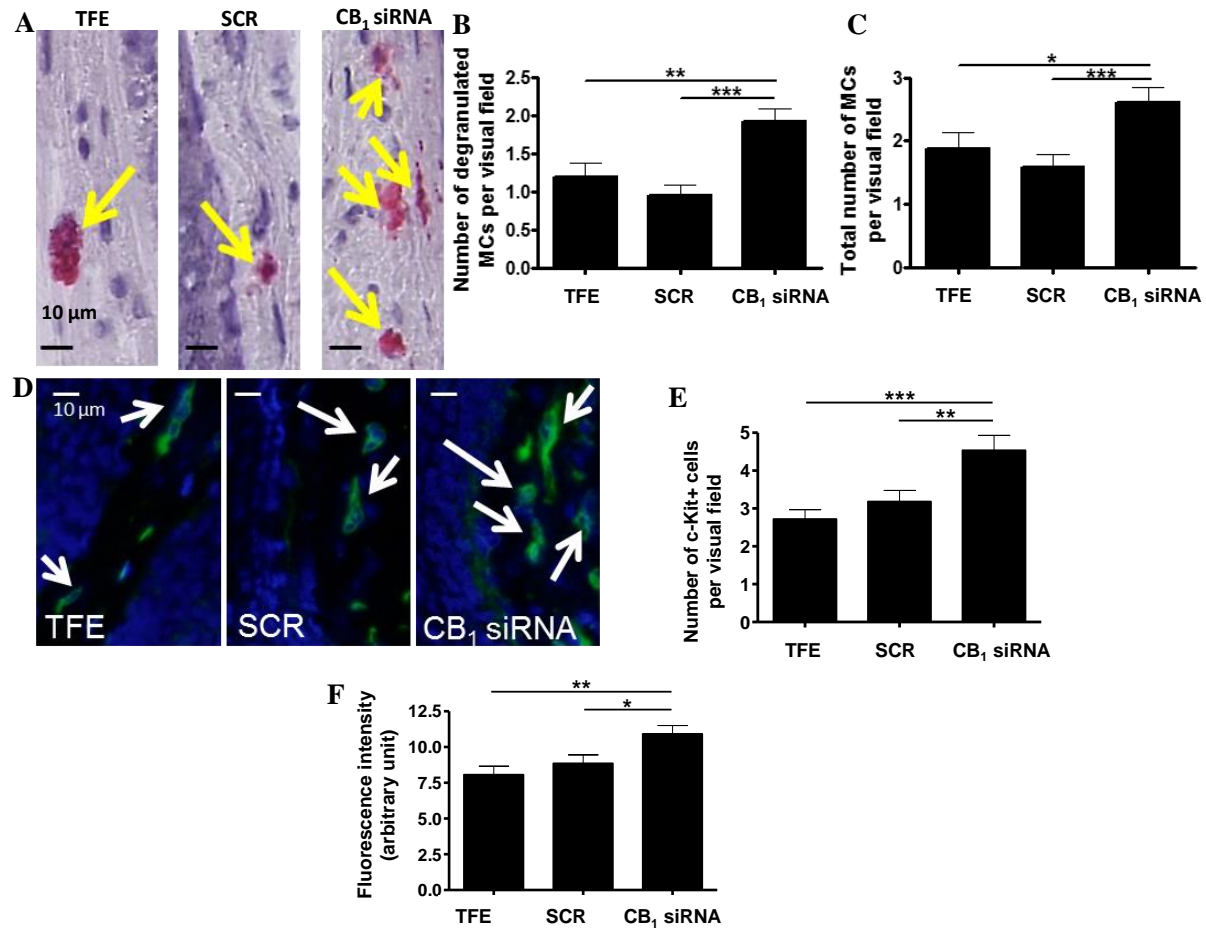 A
TFE
SCR
CB1 siRNA
10 µm
B
Number of degranulated
MCs per visual field
2.5
2.0
1.5
1.0
0.5
0.0
**
***
TFE
SCR
CB1 siRNA
C
Total number of MCs
per visual field
3
2
1
0
*
***
TFE
SCR
CB1 siRNA
D
10 µm
TFE
SCR
CB1 siRNA
E
Number of c-Kit+ cells
per visual field
5
4
3
2
1
0
***
**
TFE
SCR
CB1 siRNA
F
Fluorescence intensity
(arbitrary unit)
12.5
10.0
7.5
5.0
2.5
0.0
**
*
TFE
SCR
CB1 siRNA